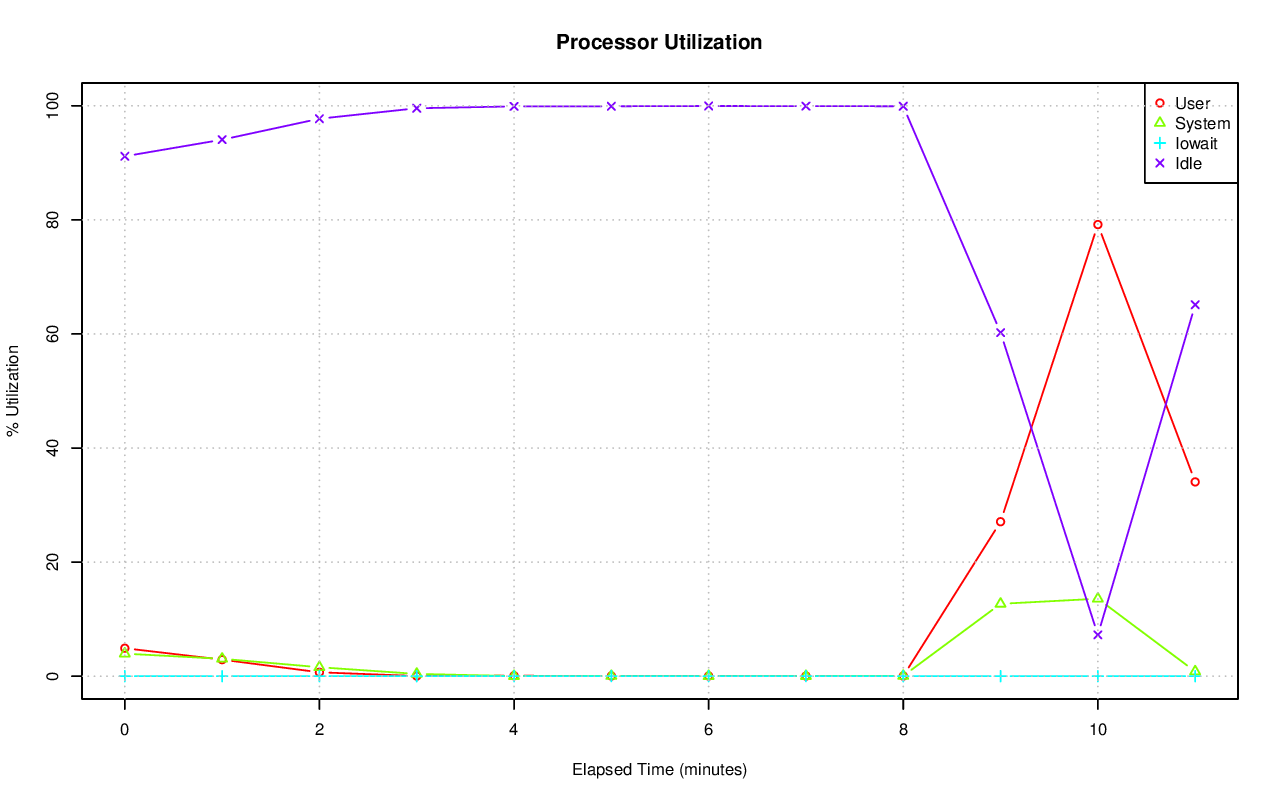 Processor Utilization
User
System
Iowait
Idle
% Utilization
100
80
60
40
20
0
0 2 4 6 8 10
Elapsed Time (minutes)